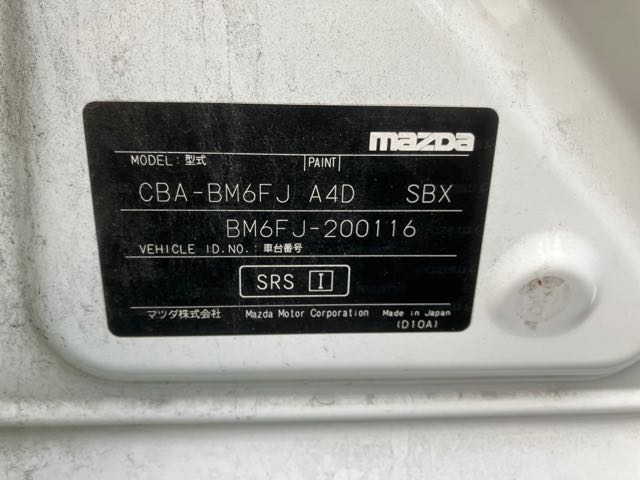 mazda
MODEL: 型式 PAINT
CBA-BM6FJ A4D SBX
BM6FJ-200116
VEHICLE ID.NO.: 車台番号
SRS I
マツダ株式会社 Mazda Motor Corporation Made in Japan
(D10A)